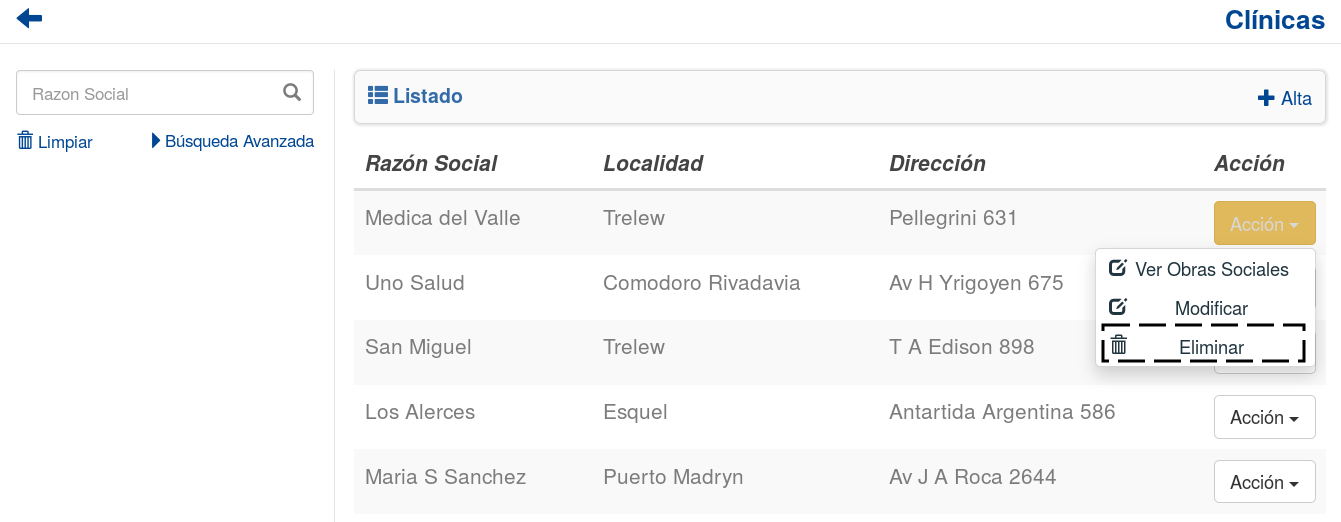 Clínicas
Razon Social
Limpiar Búsqueda Avanzada
Listado Alta
Razón Social Localidad Dirección Acción
Medica del Valle Trelew Pellegrini 631 Acción
Ver Obras Sociales
Uno Salud Comodoro Rivadavia Av H Yrigoyen 675
Modificar
San Miguel Trelew T A Edison 898 Eliminar
Los Alerces Esquel Antartida Argentina 586 Acción
Maria S Sanchez Puerto Madryn Av J A Roca 2644 Acción